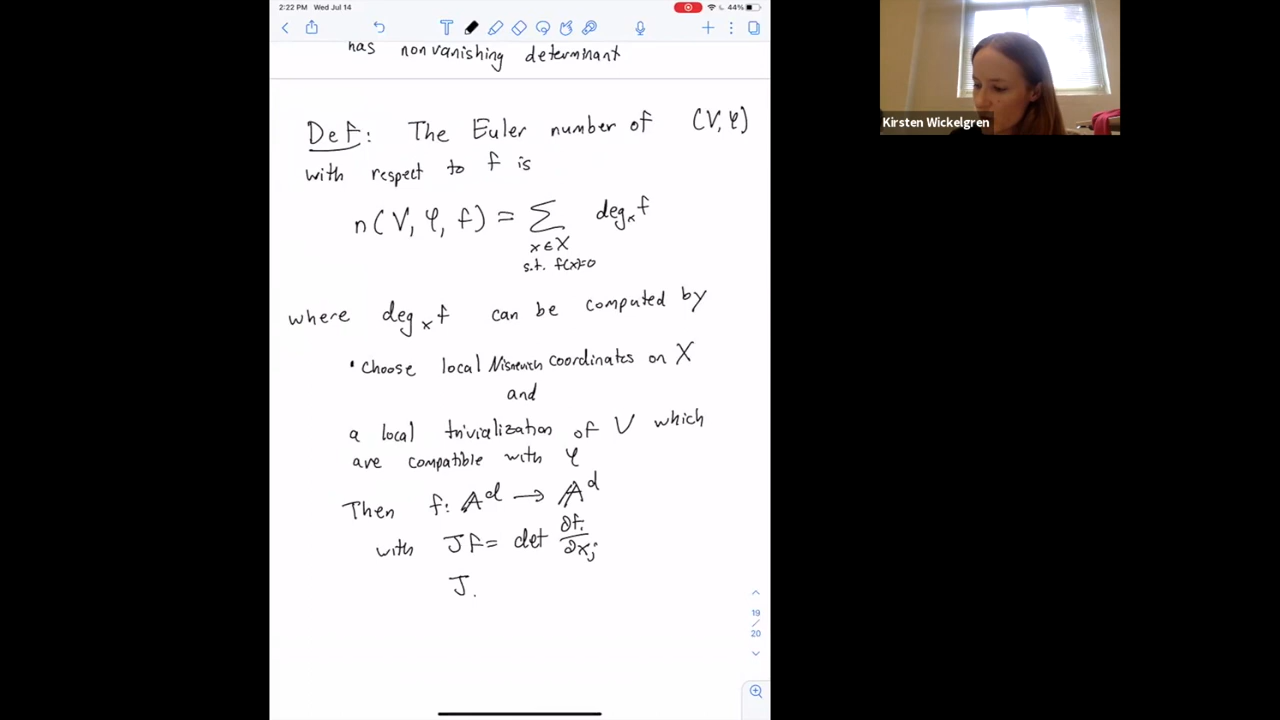 2:22 PM Wed Jul 14
44%
has nonvanishing determinant
Def: The Euler number of (V, φ)
with respect to f is
n(V, φ, f) = Σ deg_x f
x ∈ X
s.t. f(x)=0
where deg_x f can be computed by
• Choose local Nisnevich coordinates on X
and
a local trivialization of V which
are compatible with φ
Then f: 𝔸^d → 𝔸^d
with Jf = det ∂f_i/∂x_j
J.
19
/
20
Kirsten Wickelgren